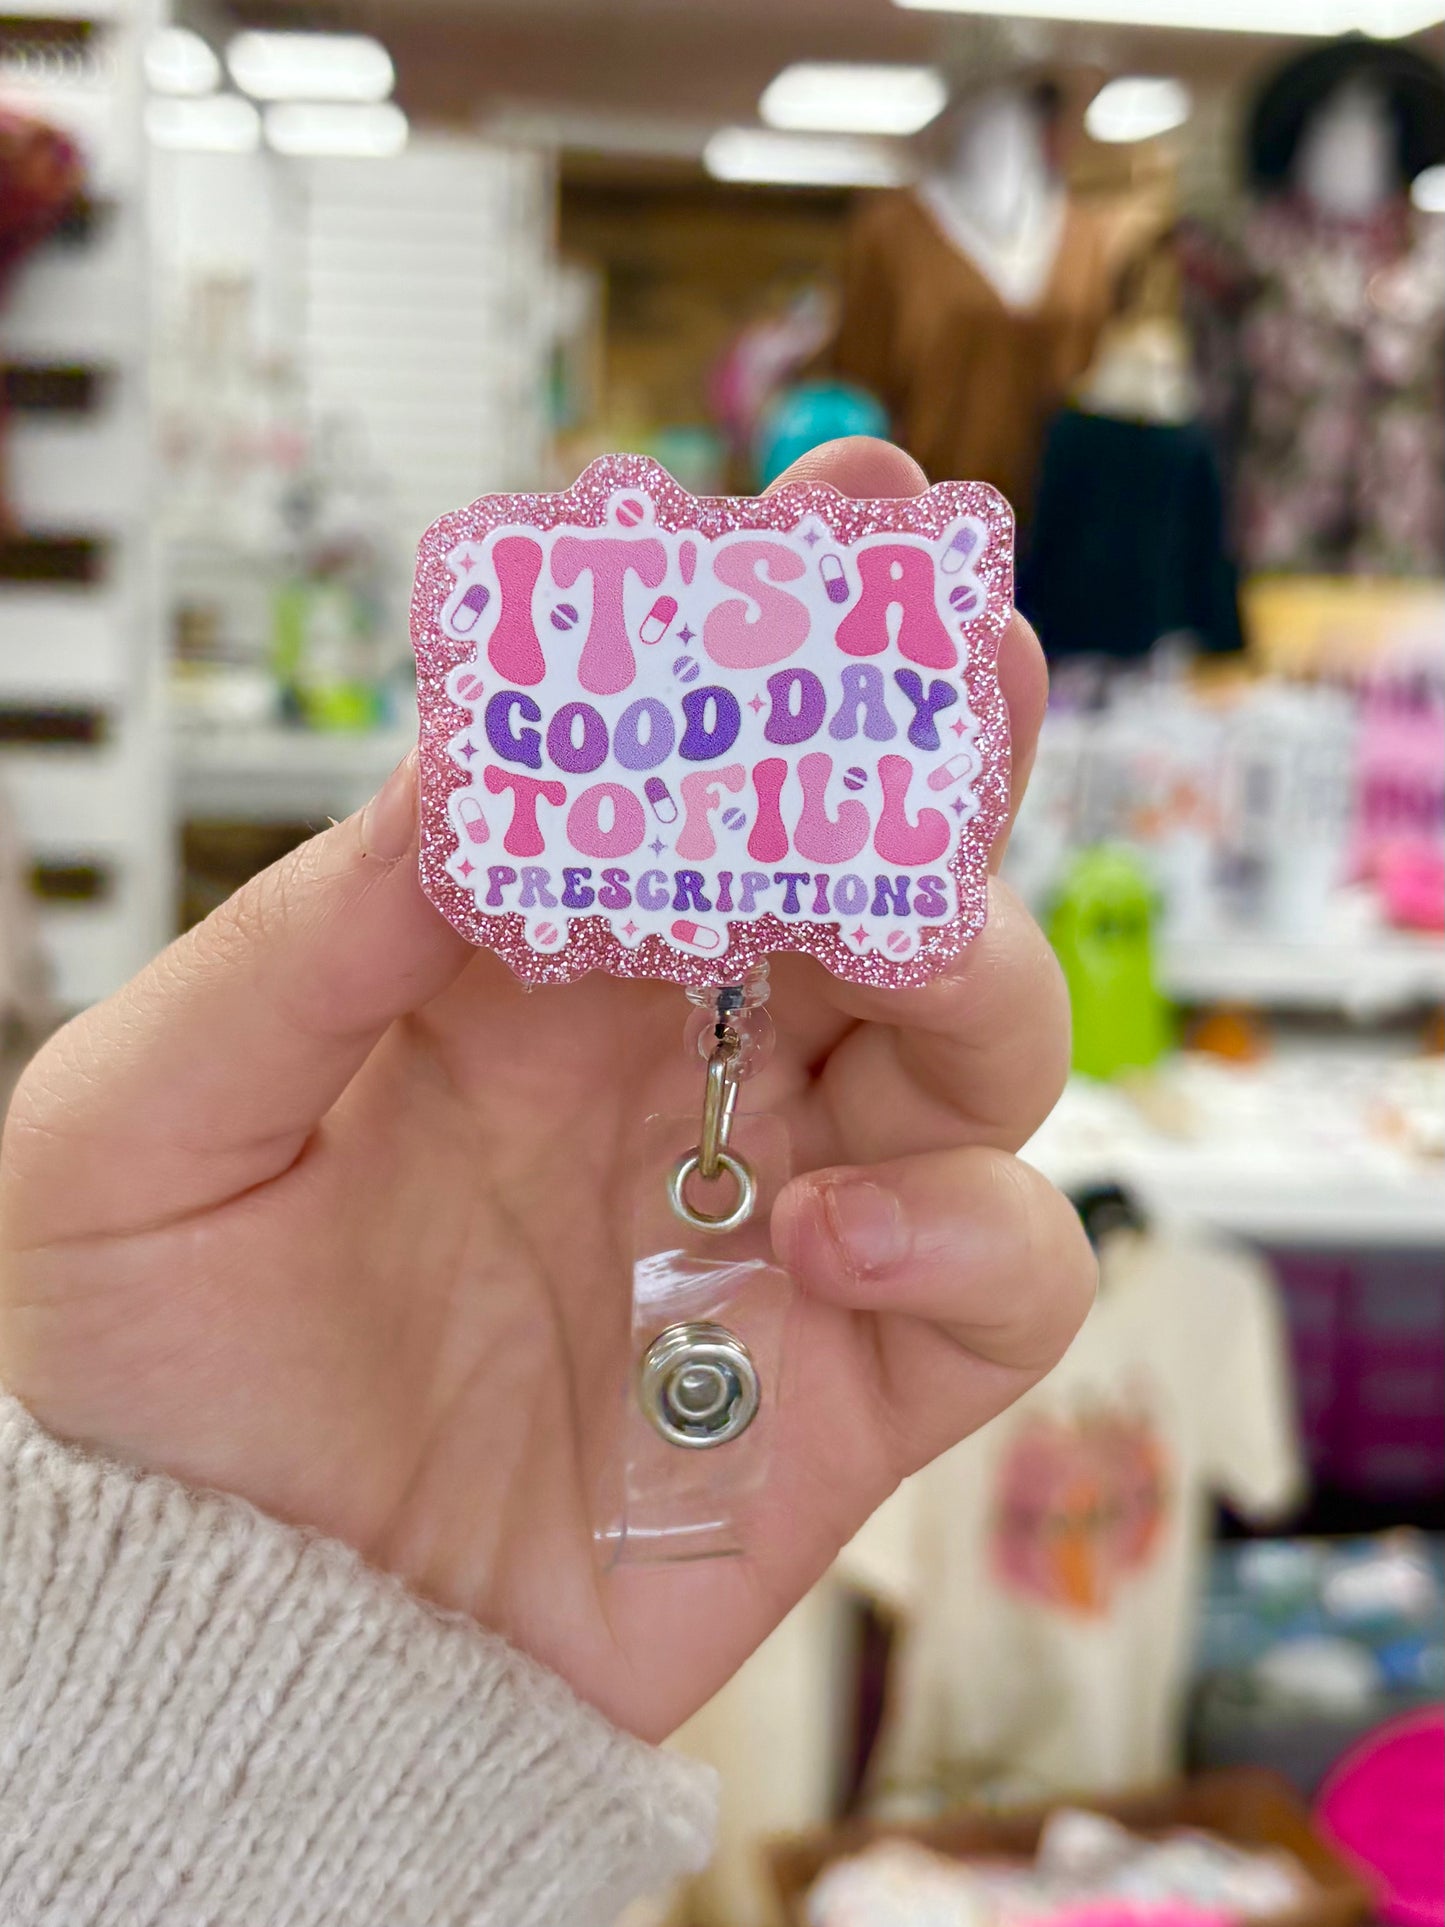 IT'S A
GOOD DAY
TO FILL
PRESCRIPTIONS